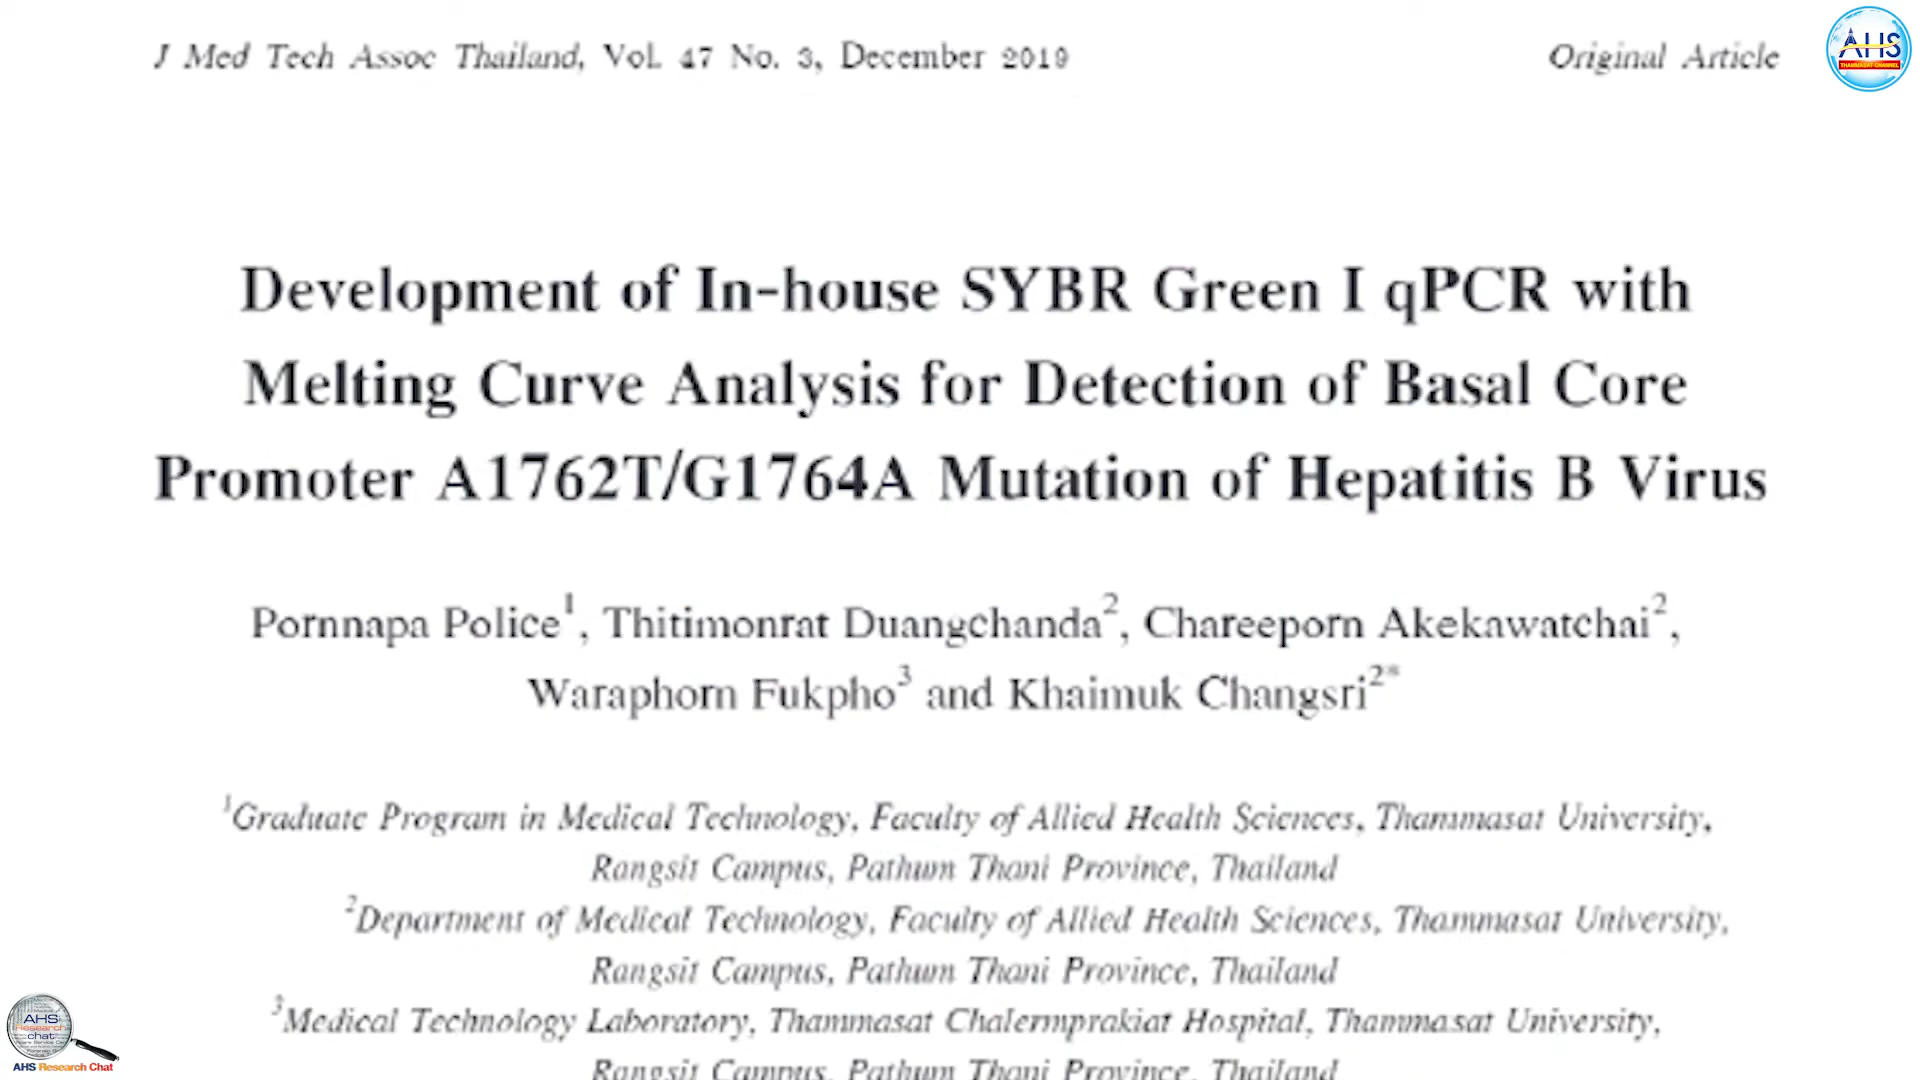 J Med Tech Assoc Thailand, Vol. 47 No. 3, December 2019
Original Article
AHS
THAMMASAT CHANNEL
Development of In-house SYBR Green I qPCR with
Melting Curve Analysis for Detection of Basal Core
Promoter A1762T/G1764A Mutation of Hepatitis B Virus
Pornnapa Police1, Thitimonrat Duangchanda2, Chareeporn Akekawatchai2,
Waraphorn Fukpho3 and Khaimuk Changsri2*
1Graduate Program in Medical Technology, Faculty of Allied Health Sciences, Thammasat University,
Rangsit Campus, Pathum Thani Province, Thailand
2Department of Medical Technology, Faculty of Allied Health Sciences, Thammasat University,
Rangsit Campus, Pathum Thani Province, Thailand
3Medical Technology Laboratory, Thammasat Chalermprakiat Hospital, Thammasat University,
Rangsit Campus, Pathum Thani Province, Thailand
AHS
Research
chat
AHS Research Chat